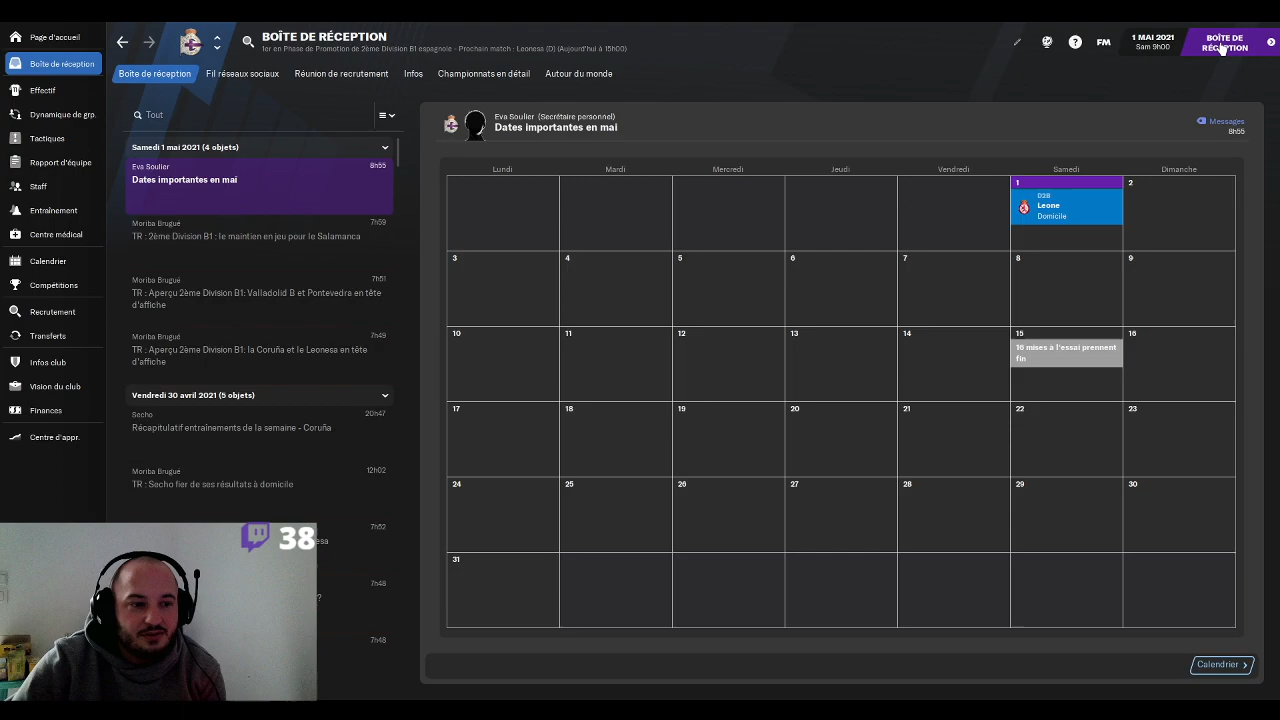 Page d'accueil
Boîte de réception
Effectif
Dynamique de grp.
Tactiques
Rapport d'équipe
Staff
Entraînement
Centre médical
Calendrier
Compétitions
Recrutement
Transferts
Infos club
Vision du club
Finances
Centre d'appr.
BOÎTE DE RÉCEPTION
1er en Phase de Promotion de 2ème Division B1 espagnole - Prochain match : Leonesa (D) (Aujourd'hui à 15h00)
FM
1 MAI 2021
Sam 9h00
BOÎTE DE
RÉCEPTION
Boîte de réception
Fil réseaux sociaux
Réunion de recrutement
Infos
Championnats en détail
Autour du monde
Tout
Samedi 1 mai 2021 (4 objets)
Eva Soulier 8h55
Dates importantes en mai
Moriba Brugué 7h59
TR : 2ème Division B1 : le maintien en jeu pour le Salamanca
Moriba Brugué 7h51
TR : Aperçu 2ème Division B1: Valladolid B et Pontevedra en tête
d'affiche
Moriba Brugué 7h49
TR : Aperçu 2ème Division B1: la Coruña et le Leonesa en tête
d'affiche
Vendredi 30 avril 2021 (5 objets)
Secho 20h47
Récapitulatif entraînements de la semaine - Coruña
Moriba Brugué 12h02
TR : Secho fier de ses résultats à domicile
7h52
esa
7h48
?
7h48
38
Eva Soulier (Secrétaire personnel)
Dates importantes en mai
Messages
8h55
Lundi Mardi Mercredi Jeudi Vendredi Samedi Dimanche
1 2
D2B
Leone
Domicile
3 4 5 6 7 8 9
10 11 12 13 14 15 16
16 mises à l'essai prennent
fin
17 18 19 20 21 22 23
24 25 26 27 28 29 30
31
Calendrier